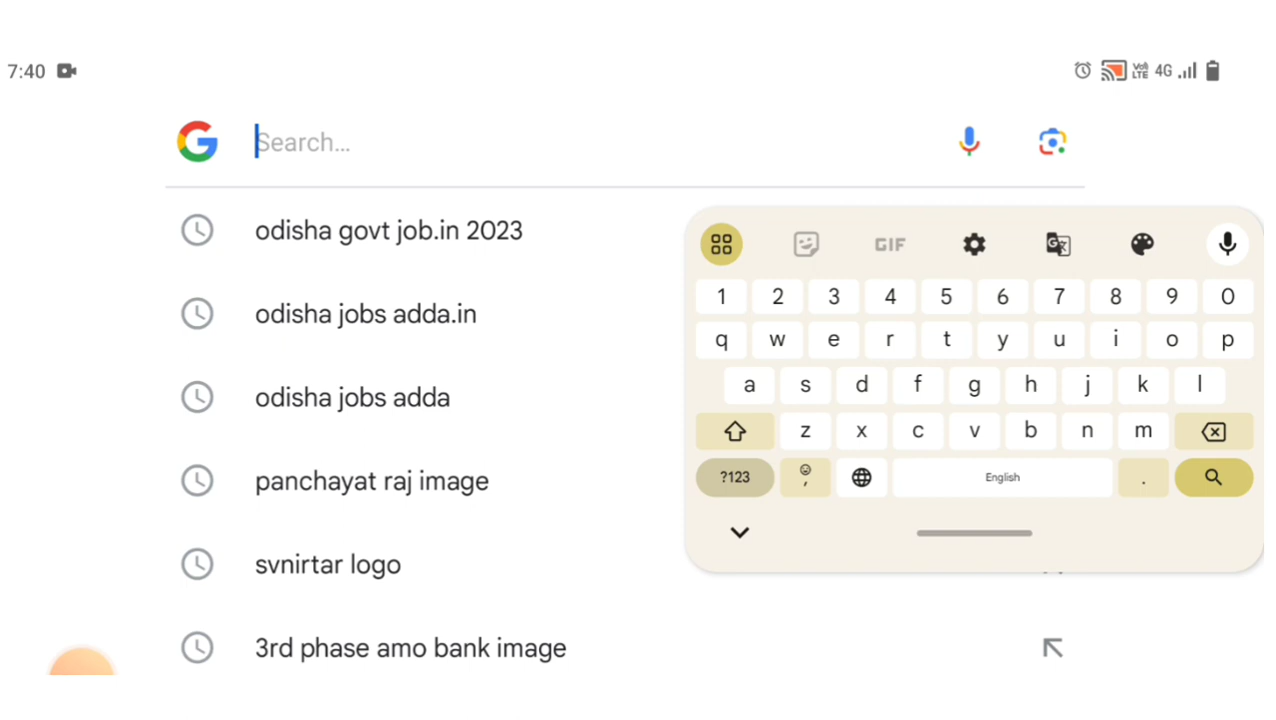 7:40
Vo)) LTE 4G
Search...
odisha govt job.in 2023
odisha jobs adda.in
odisha jobs adda
panchayat raj image
svnirtar logo
3rd phase amo bank image
GIF
1 2 3 4 5 6 7 8 9 0
q w e r t y u i o p
a s d f g h j k l
z x c v b n m
?123 , English .